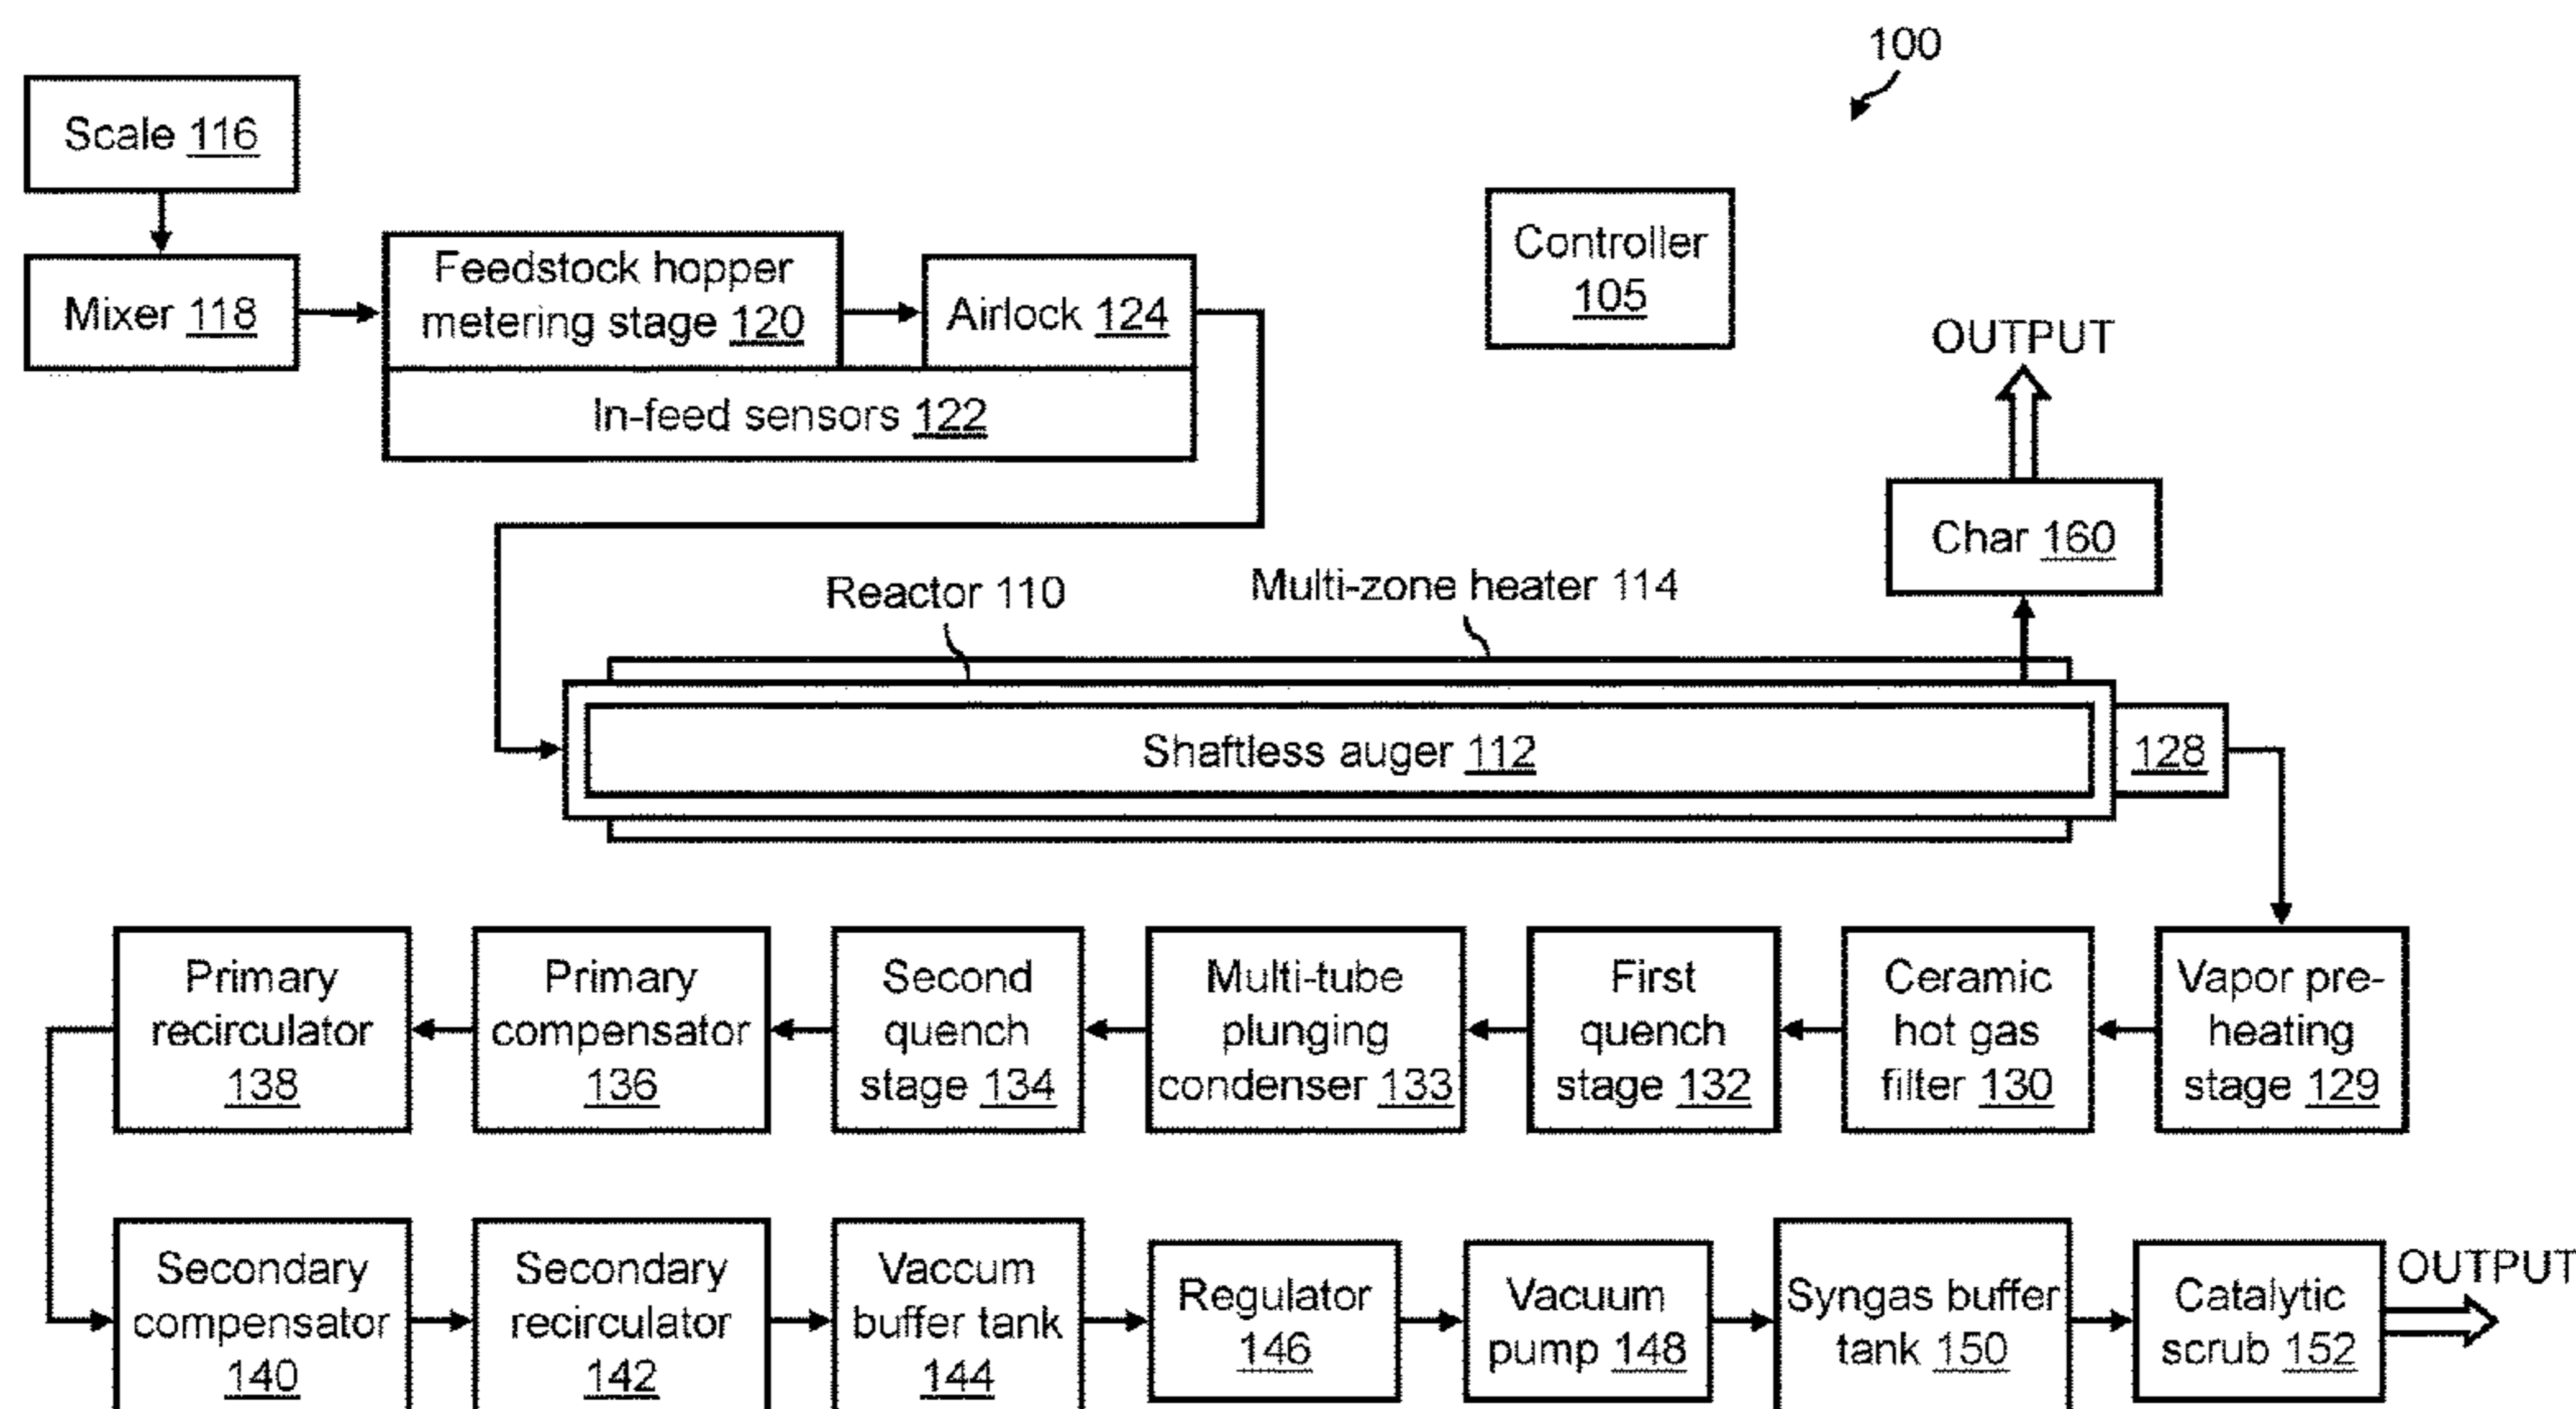 100
Scale 116
Controller
105
Feedstock hopper
metering stage 120
Mixer 118
Airlock 124
OUTPUT
In-feed sensors 122
Char 160
Reactor 110
Multi-zone heater 114
Shaftless auger 112
128
Primary
recirculator
138
Primary
compensator
136
Second
quench
stage 134
Multi-tube
plunging
condenser 133
First
quench
stage 132
Ceramic
hot gas
filter 130
Vapor pre-
heating
stage 129
Secondary
compensator
140
Secondary
recirculator
142
Vaccum
buffer tank
144
Regulator
146
Vacuum
pump 148
Syngas buffer
tank 150
Catalytic
scrub 152
OUTPUT